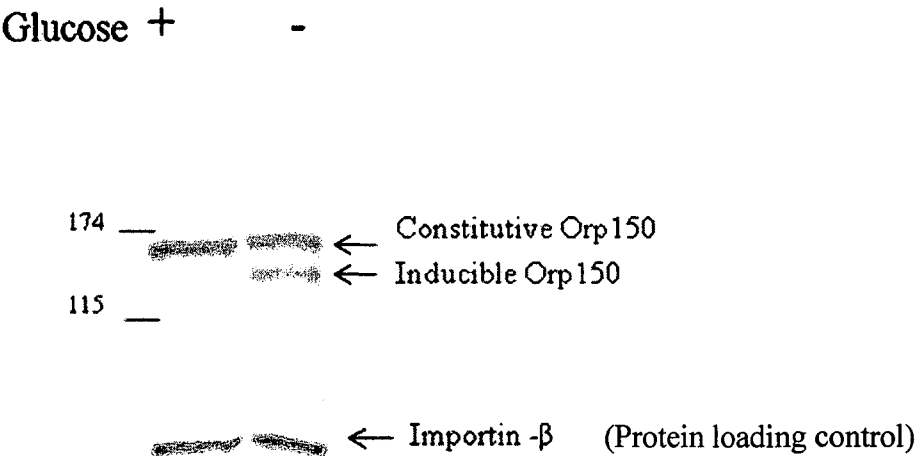 Glucose + -
174
Constitutive Orp150
Inducible Orp150
115
Importin -β (Protein loading control)